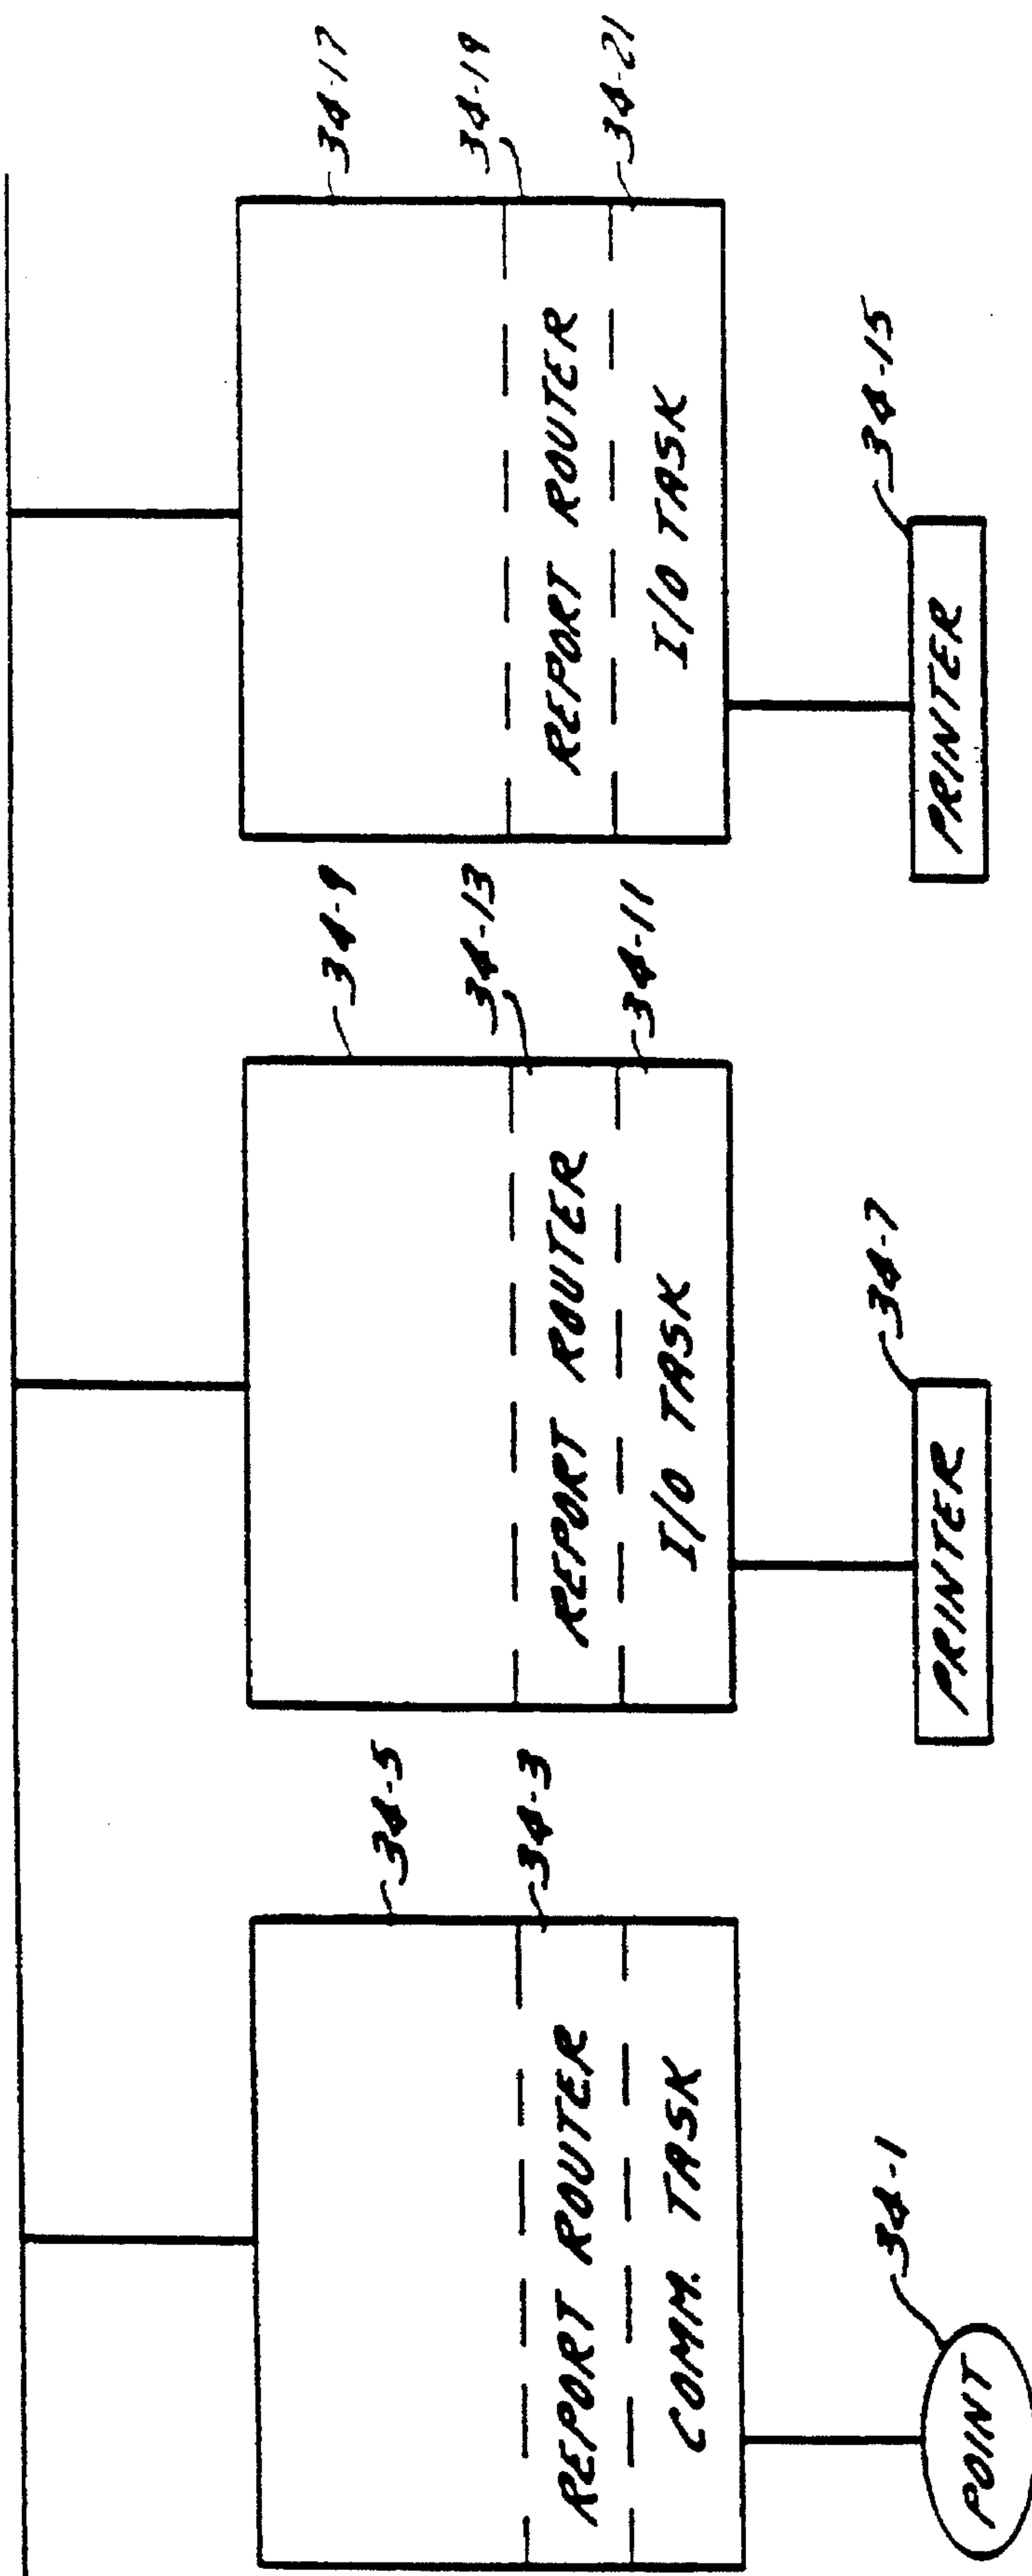 34-5
34-3
REPORT ROUTER
COMM. TASK
34-1
POINT
34-9
34-13
REPORT ROUTER
34-11
I/O TASK
34-7
PRINTER
34-17
34-19
REPORT ROUTER
34-21
I/O TASK
34-15
PRINTER